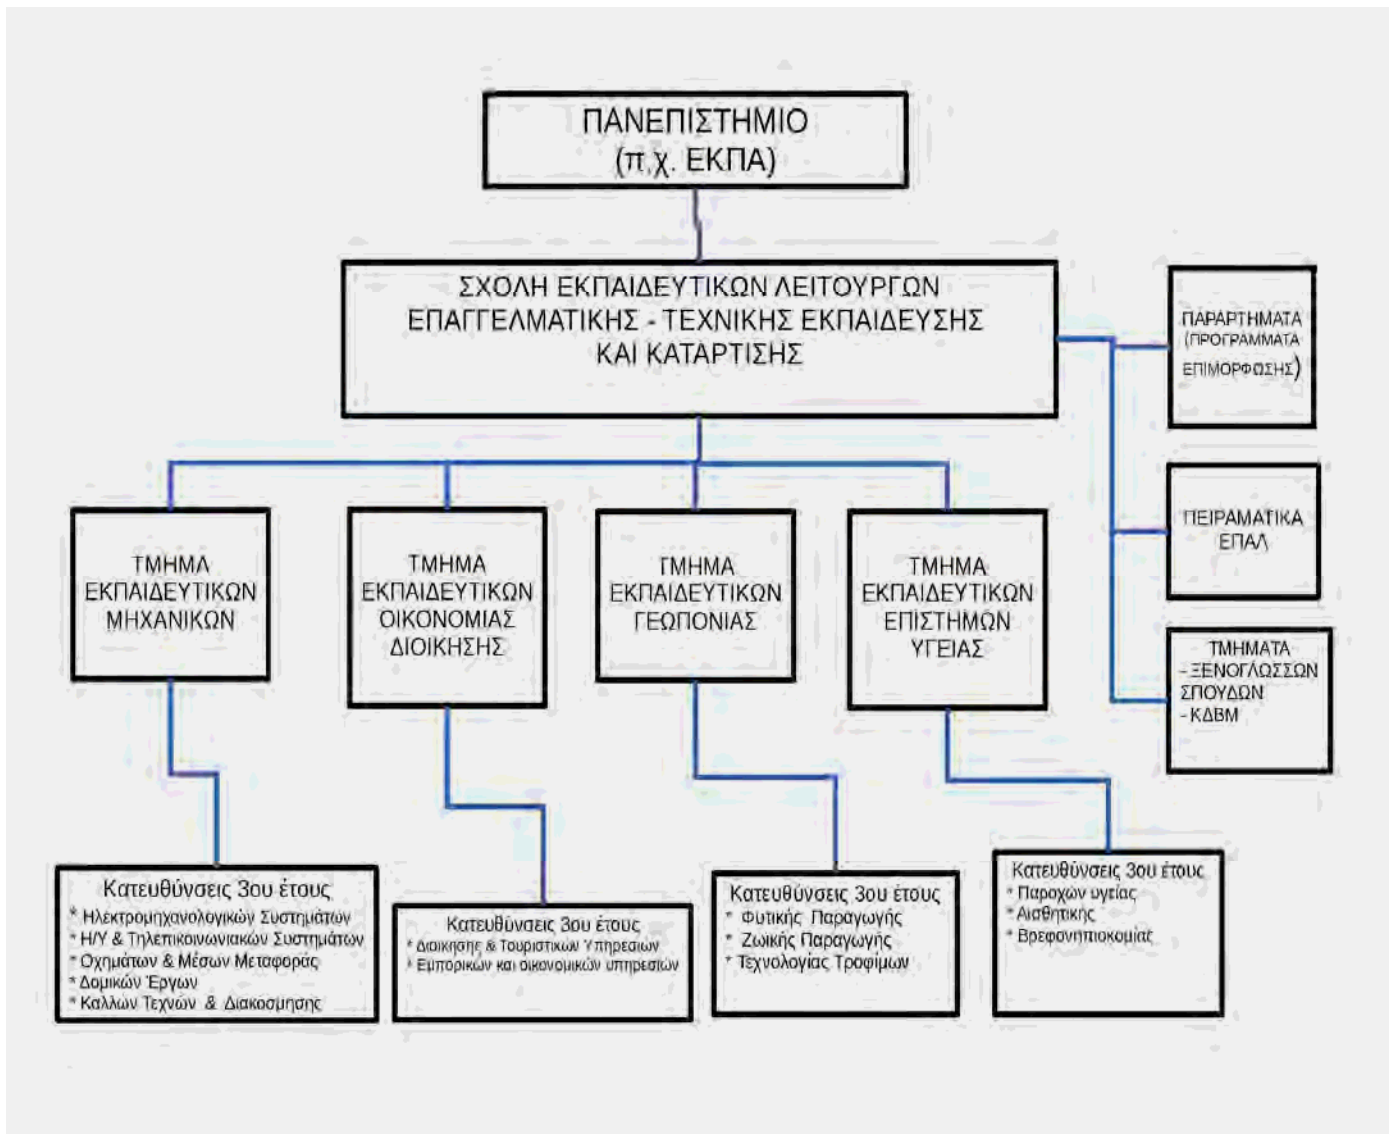 ΠΑΝΕΠΙΣΤΗΜΙΟ
(π.χ. ΕΚΠΑ)
ΣΧΟΛΗ ΕΚΠΑΙΔΕΥΤΙΚΩΝ ΛΕΙΤΟΥΡΓΩΝ
ΕΠΑΓΓΕΛΜΑΤΙΚΗΣ - ΤΕΧΝΙΚΗΣ ΕΚΠΑΙΔΕΥΣΗΣ
ΚΑΙ ΚΑΤΑΡΤΙΣΗΣ
ΠΑΡΑΡΤΗΜΑΤΑ
(ΠΡΟΓΡΑΜΜΑΤΑ
ΕΠΙΜΟΡΦΩΣΗΣ)
ΠΕΙΡΑΜΑΤΙΚΑ
ΕΠΑΛ
ΤΜΗΜΑΤΑ
- ΞΕΝΟΓΛΩΣΣΩΝ
ΣΠΟΥΔΩΝ
- ΚΔΒΜ
ΤΜΗΜΑ
ΕΚΠΑΙΔΕΥΤΙΚΩΝ
ΜΗΧΑΝΙΚΩΝ
ΤΜΗΜΑ
ΕΚΠΑΙΔΕΥΤΙΚΩΝ
ΟΙΚΟΝΟΜΙΑΣ
ΔΙΟΙΚΗΣΗΣ
ΤΜΗΜΑ
ΕΚΠΑΙΔΕΥΤΙΚΩΝ
ΓΕΩΠΟΝΙΑΣ
ΤΜΗΜΑ
ΕΚΠΑΙΔΕΥΤΙΚΩΝ
ΕΠΙΣΤΗΜΩΝ
ΥΓΕΙΑΣ
Κατευθύνσεις 3ου έτους
* Ηλεκτρομηχανολογικών Συστημάτων
* Η/Υ & Τηλεπικοινωνιακών Συστημάτων
* Οχημάτων & Μέσων Μεταφοράς
* Δομικών Έργων
* Καλλών Τεχνών & Διακοσμησης
Κατευθύνσεις 3ου έτους
* Διοικησης & Τουριστικών Υπηρεσιών
* Εμπορικών και οικονομικών υπηρεσιών
Κατευθύνσεις 3ου έτους
* Φυτικής Παραγωγής
* Ζωικής Παραγωγής
* Τεχνολογίας Τροφίμων
Κατευθύνσεις 3ου έτους
* Παροχων υγείας
* Αισθητικής
* Βρεφονηπιοκομίας